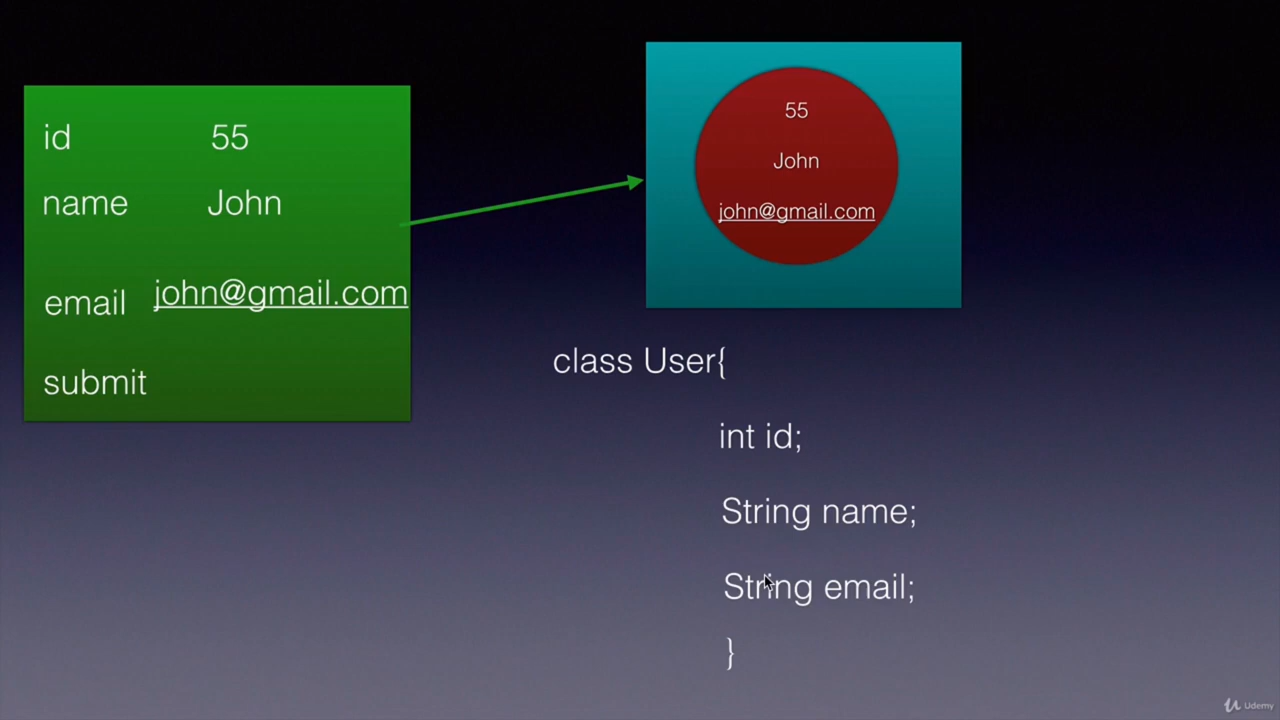 id 55
name John
email john@gmail.com
submit
55
John
john@gmail.com
class User{
int id;
String name;
String email;
}
Udemy